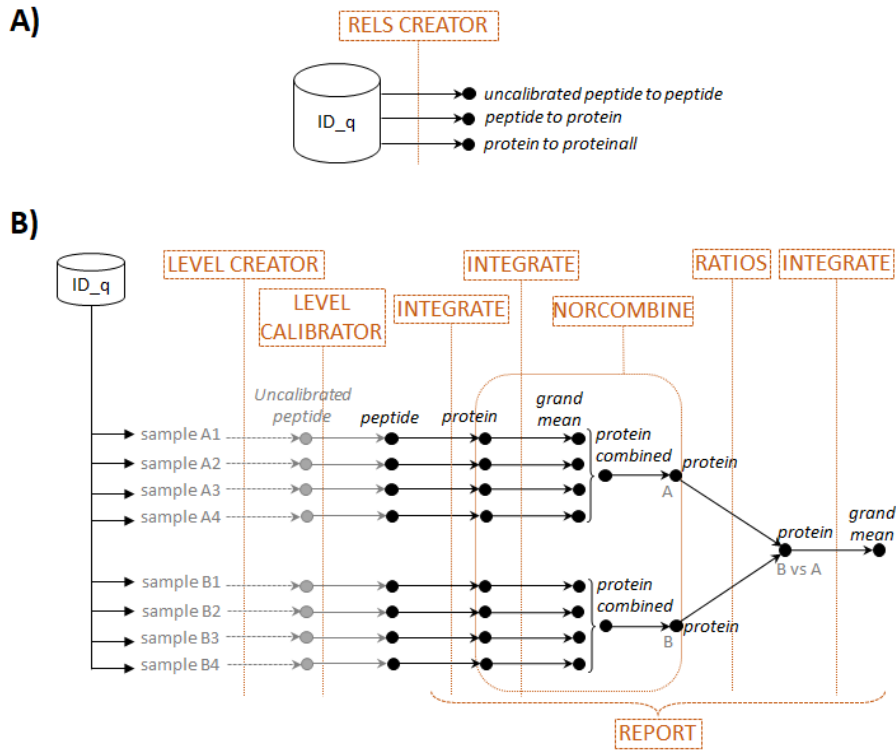 A)
RELS CREATOR
ID_q
uncalibrated peptide to peptide
peptide to protein
protein to proteinall
B)
ID_q
LEVEL CREATOR
LEVEL
CALIBRATOR
INTEGRATE
INTEGRATE
NORCOMBINE
RATIOS
INTEGRATE
Uncalibrated
peptide
peptide
protein
grand
mean
sample A1
sample A2
sample A3
sample A4
protein
combined
A
protein
sample B1
sample B2
sample B3
sample B4
protein
combined
B
protein
protein
B vs A
grand
mean
REPORT